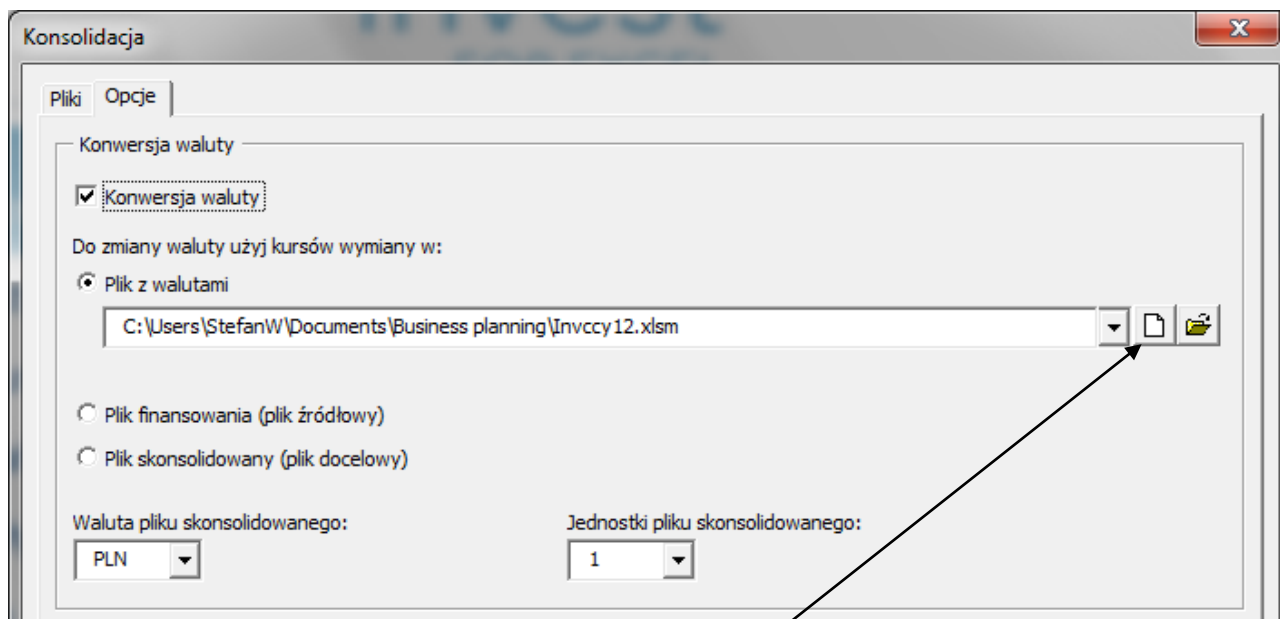 Konsolidacja
Pliki Opcje
Konwersja waluty
Konwersja waluty
Do zmiany waluty użyj kursów wymiany w:
Plik z walutami
C:\Users\StefanW\Documents\Business planning\Invccy12.xlsm
Plik finansowania (plik źródłowy)
Plik skonsolidowany (plik docelowy)
Waluta pliku skonsolidowanego: Jednostki pliku skonsolidowanego:
PLN 1